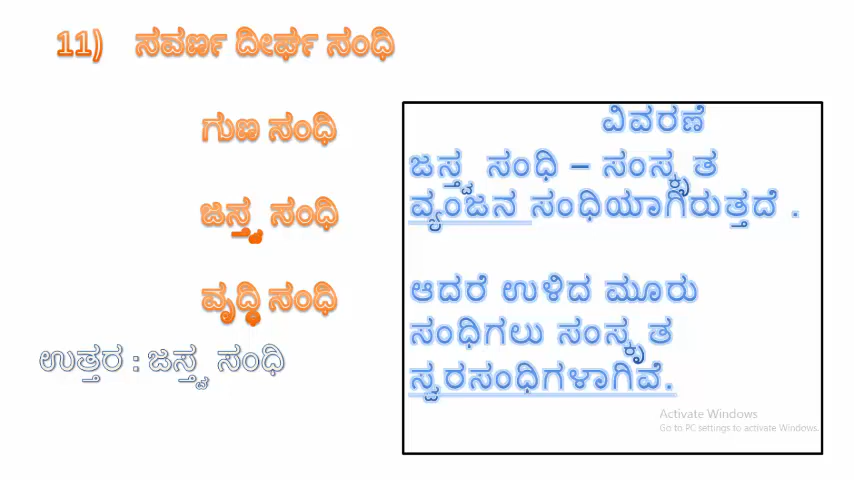 11) ಸವರ್ಣ ದೀರ್ಘ ಸಂಧಿ
ಗುಣ ಸಂಧಿ
ಜಸ್ತ್ವ ಸಂಧಿ
ವೃದ್ಧಿ ಸಂಧಿ
ಉತ್ತರ : ಜಸ್ತ್ವ ಸಂಧಿ
ವಿವರಣೆ
ಜಸ್ತ್ವ ಸಂಧಿ – ಸಂಸ್ಕೃತ
ವ್ಯಂಜನ ಸಂಧಿಯಾಗಿರುತ್ತದೆ .
ಆದರೆ ಉಳಿದ ಮೂರು
ಸಂಧಿಗಲು ಸಂಸ್ಕೃತ
ಸ್ವರಸಂಧಿಗಳಾಗಿವೆ.
Activate Windows
Go to PC settings to activate Windows.